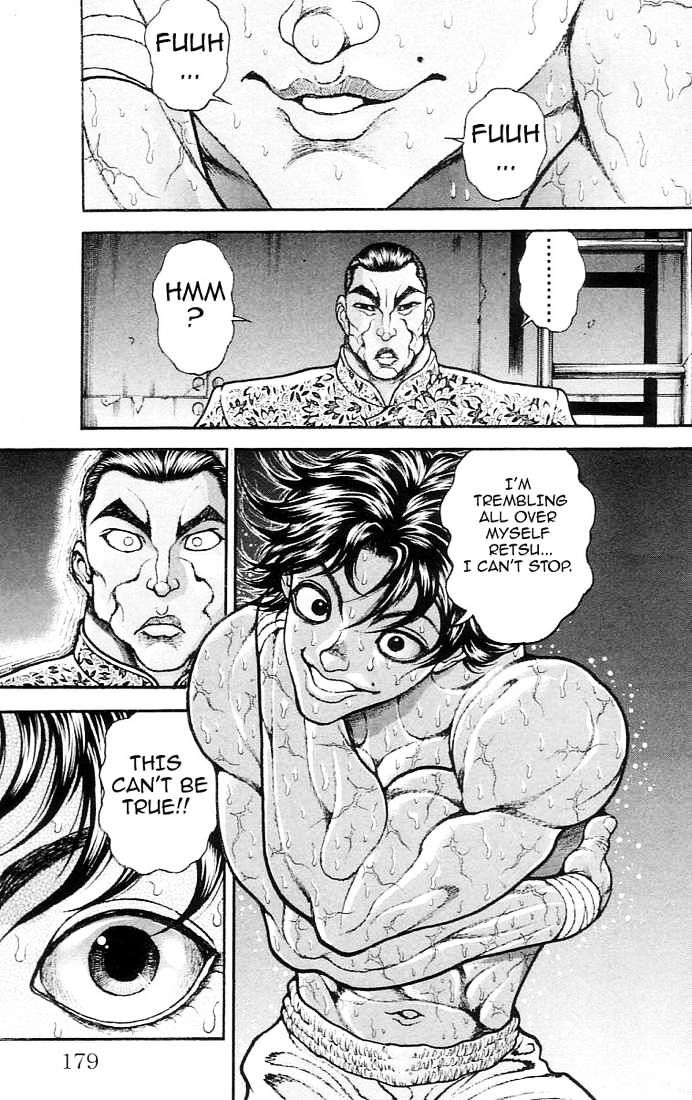 FUUH
...
FUUH
...
........
HMM
?
I'M
TREMBLING
ALL OVER
MYSELF
RETSU...
I CAN'T STOP.
THIS
CAN'T BE
TRUE!!
179